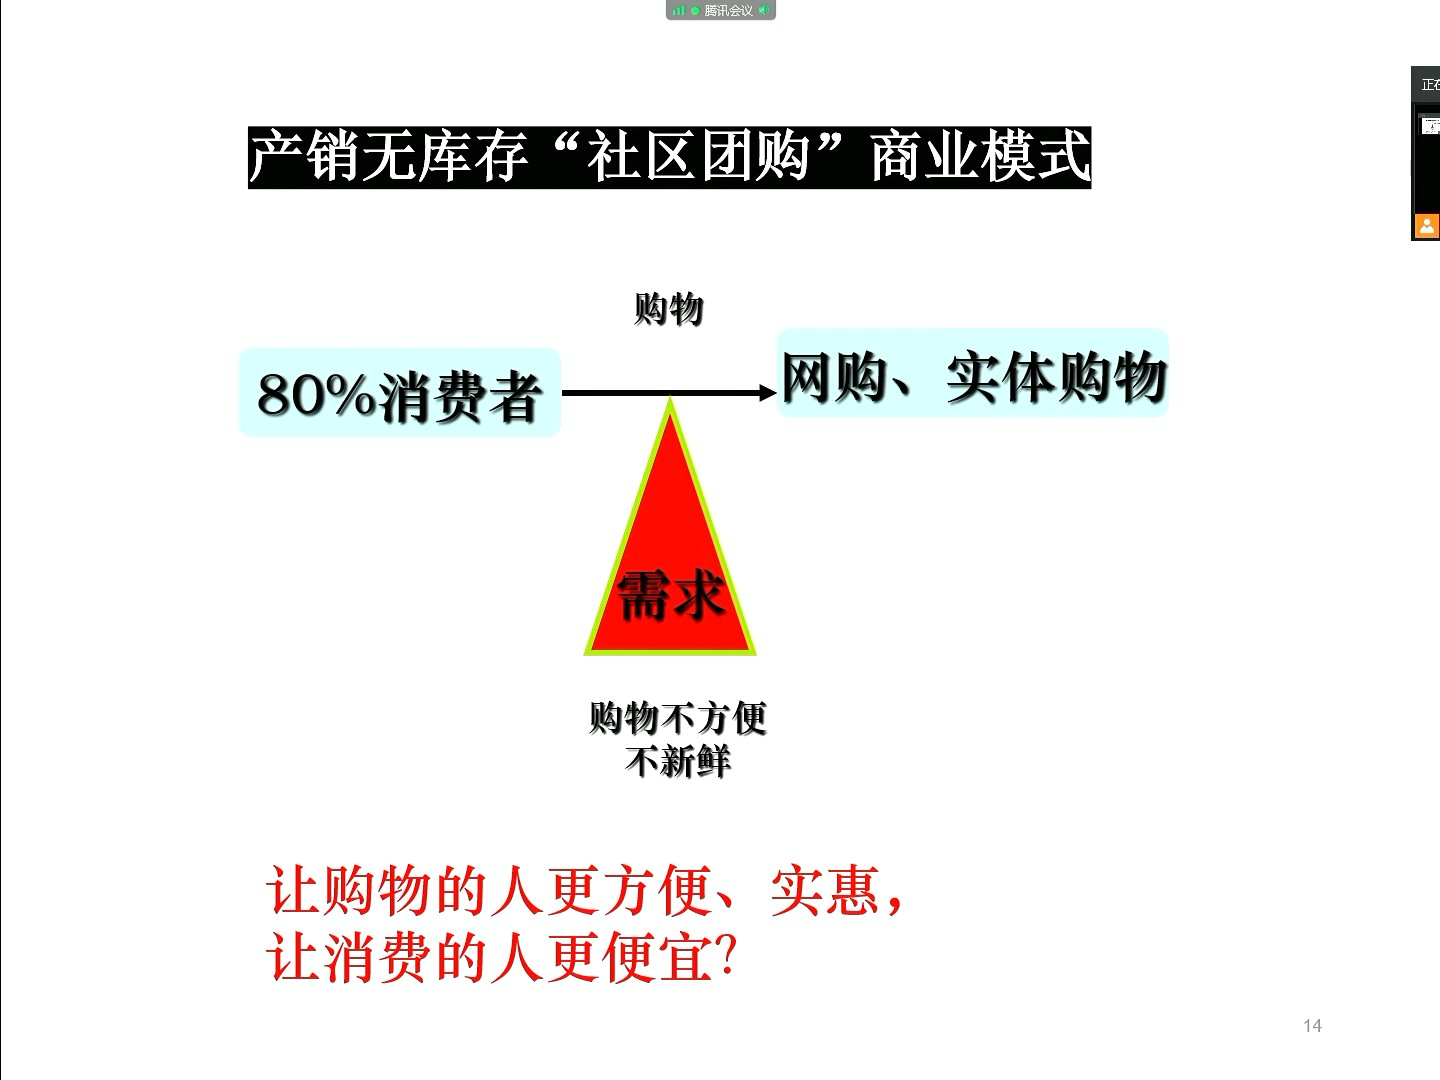 腾讯会议
正在
产销无库存“社区团购”商业模式
购物
80%消费者
网购、实体购物
需求
购物不方便
不新鲜
让购物的人更方便、实惠，
让消费的人更便宜？
14